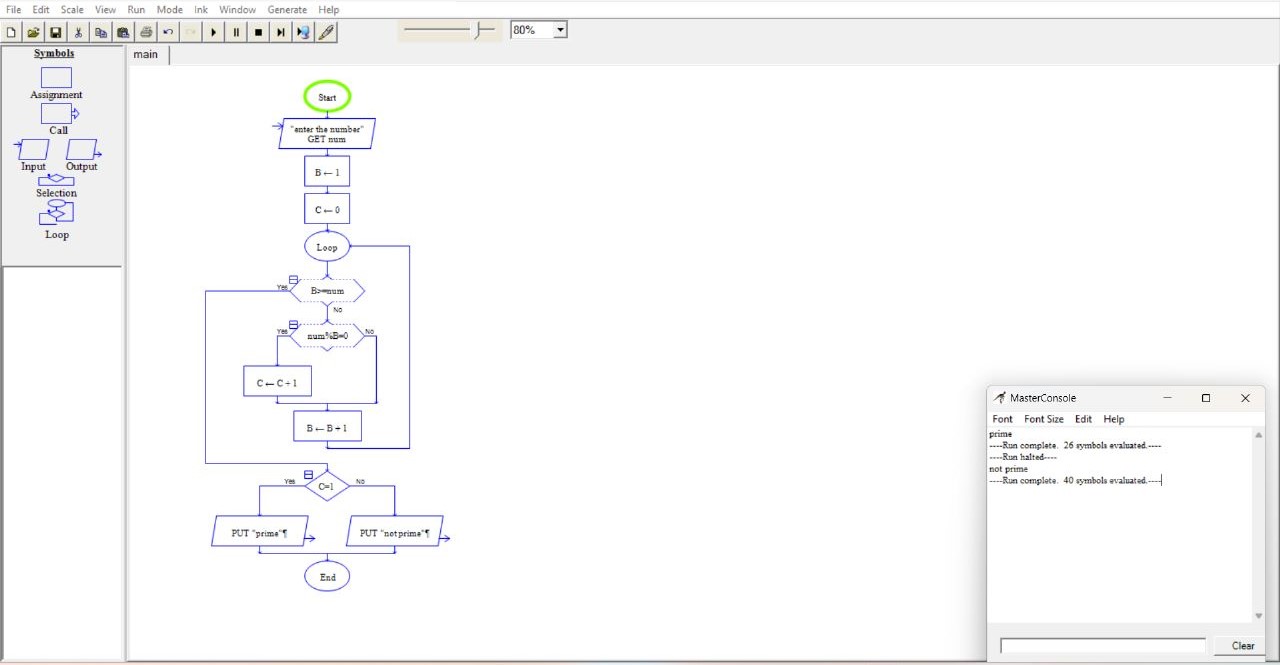 File Edit Scale View Run Mode Ink Window Generate Help
80%
Symbols
main
Assignment
Call
Input Output
Selection
Loop
Start
"enter the number"
GET num
B ← 1
C ← 0
Loop
B>=num
Yes
No
num%B=0
Yes
No
C ← C + 1
B ← B + 1
C=1
Yes
No
PUT "prime"¶
PUT "not prime"¶
End
MasterConsole
Font Font Size Edit Help
prime
----Run complete. 26 symbols evaluated.----
----Run halted----
not prime
----Run complete. 40 symbols evaluated.----
Clear